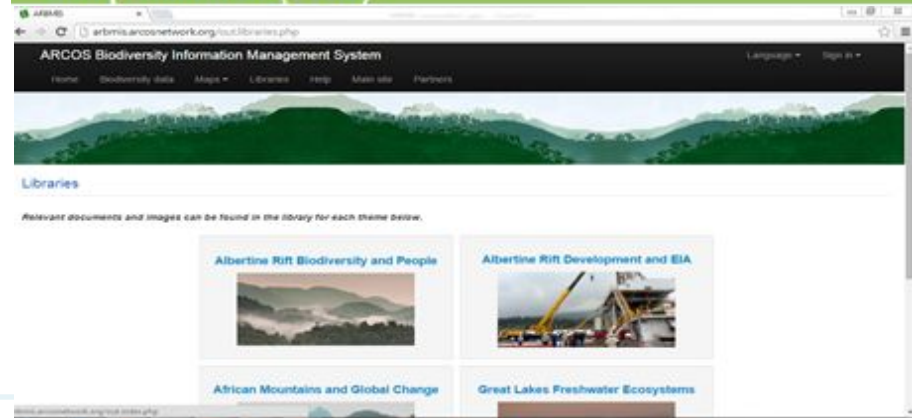 ARBMIS
arbmis.arcosnetwork.org/out.libraries.php
ARCOS Biodiversity Information Management System
Language Sign in
Home Biodiversity data Maps Libraries Help Main site Partners
Libraries
Relevant documents and images can be found in the library for each theme below.
Albertine Rift Biodiversity and People
Albertine Rift Development and EIA
African Mountains and Global Change
Great Lakes Freshwater Ecosystems